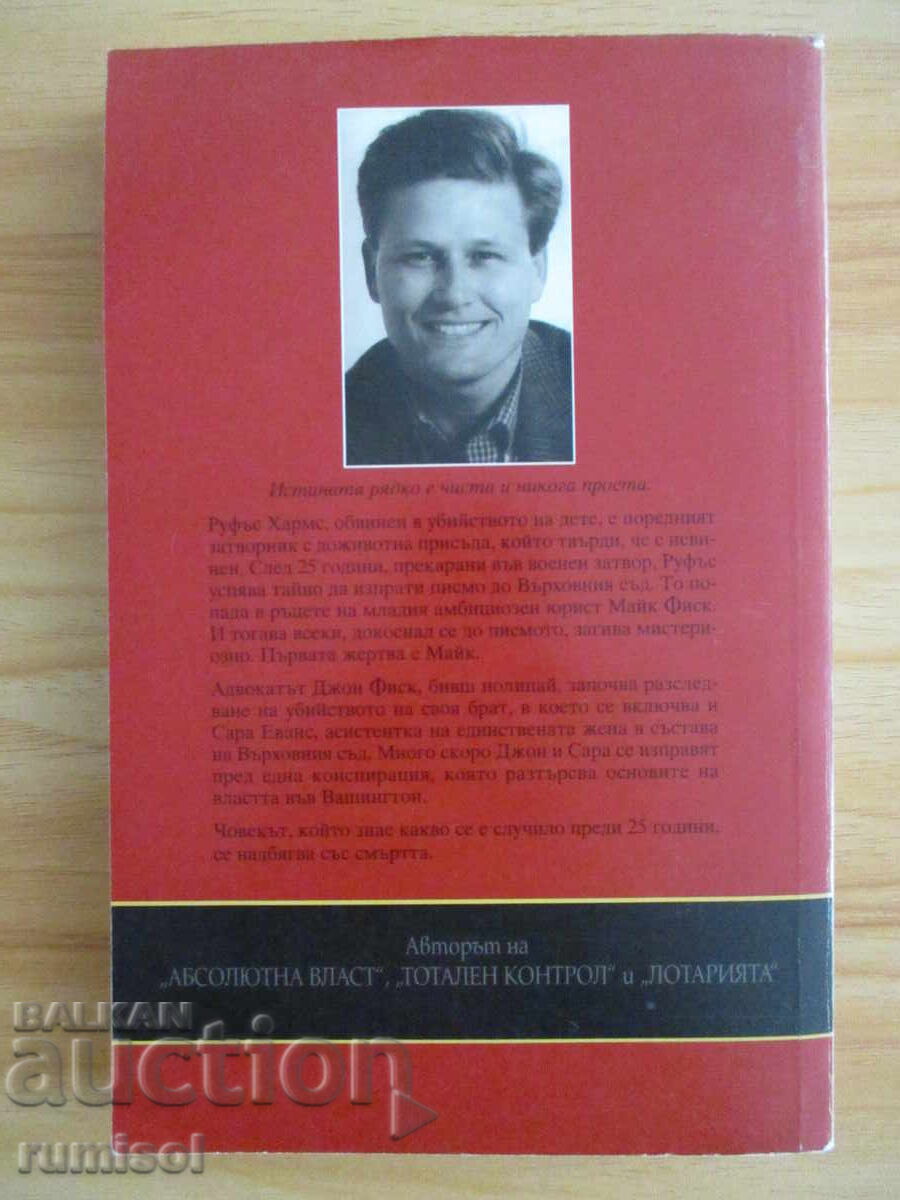 Истината рядко е чиста и никога проста.
Руфъс Хармс, обвинен в убийството на дете, е поредният
затворник с доживотна присъда, който твърди, че е неви-
нен. След 25 години, прекарани във военен затвор, Руфъс
успява тайно да изпрати писмо до Върховния съд. То по-
пада в ръцете на младия амбициозен юрист Майк Фиск.
И тогава всеки, докоснал се до писмото, загива мистери-
озно. Първата жертва е Майк.
Адвокатът Джон Фиск, бивш полицай, започва разслед-
ване на убийството на своя брат, в което се включва и
Сара Еванс, асистентка на единствената жена в състава
на Върховния съд. Много скоро Джон и Сара се изправят
пред една конспирация, която разтърсва основите на
властта във Вашингтон.
Човекът, който знае какво се е случило преди 25 години,
се надбягва със смъртта.
Авторът на
„АБСОЛЮТНА ВЛАСТ“, „ТОТАЛЕН КОНТРОЛ“ и „ЛОТАРИЯТА“
BALKAN
auction
rumisol